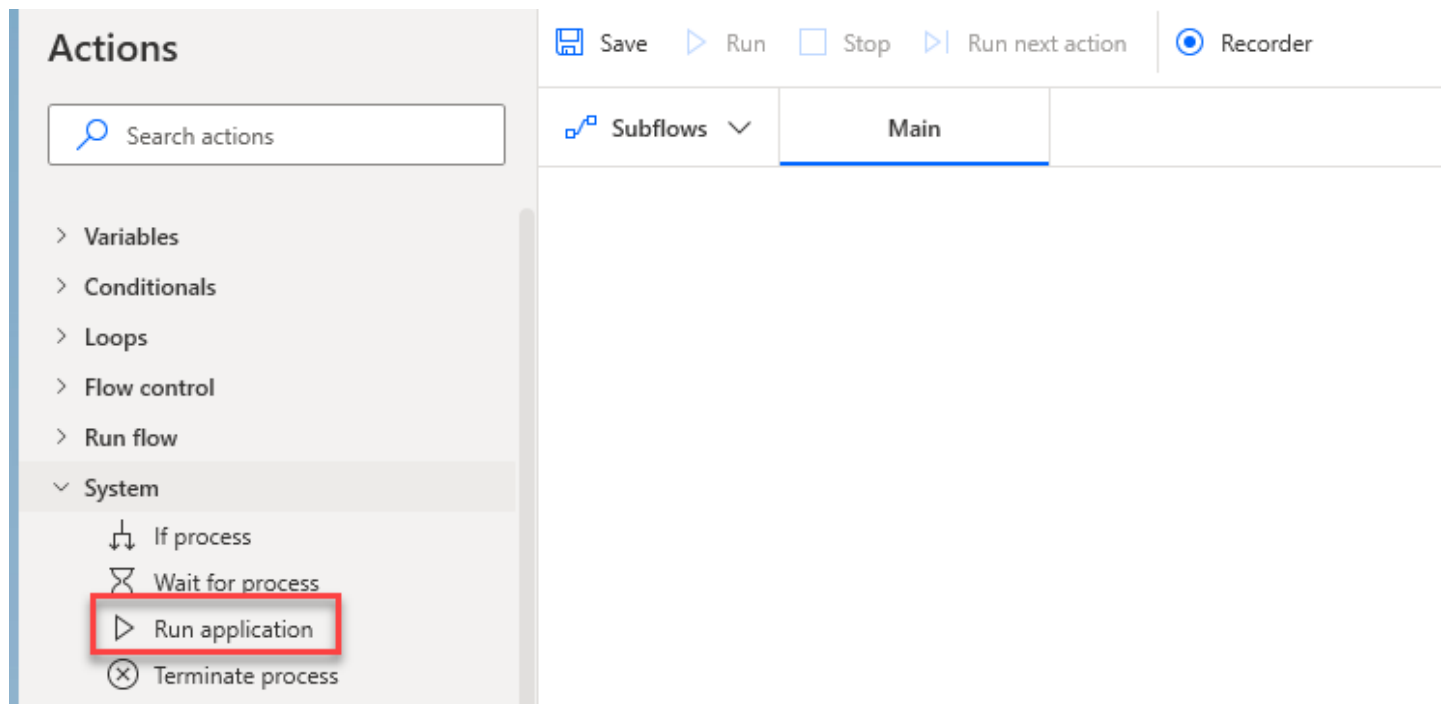 Actions
Search actions
Variables
Conditionals
Loops
Flow control
Run flow
System
If process
Wait for process
Run application
Terminate process
Save Run Stop Run next action Recorder
Subflows Main